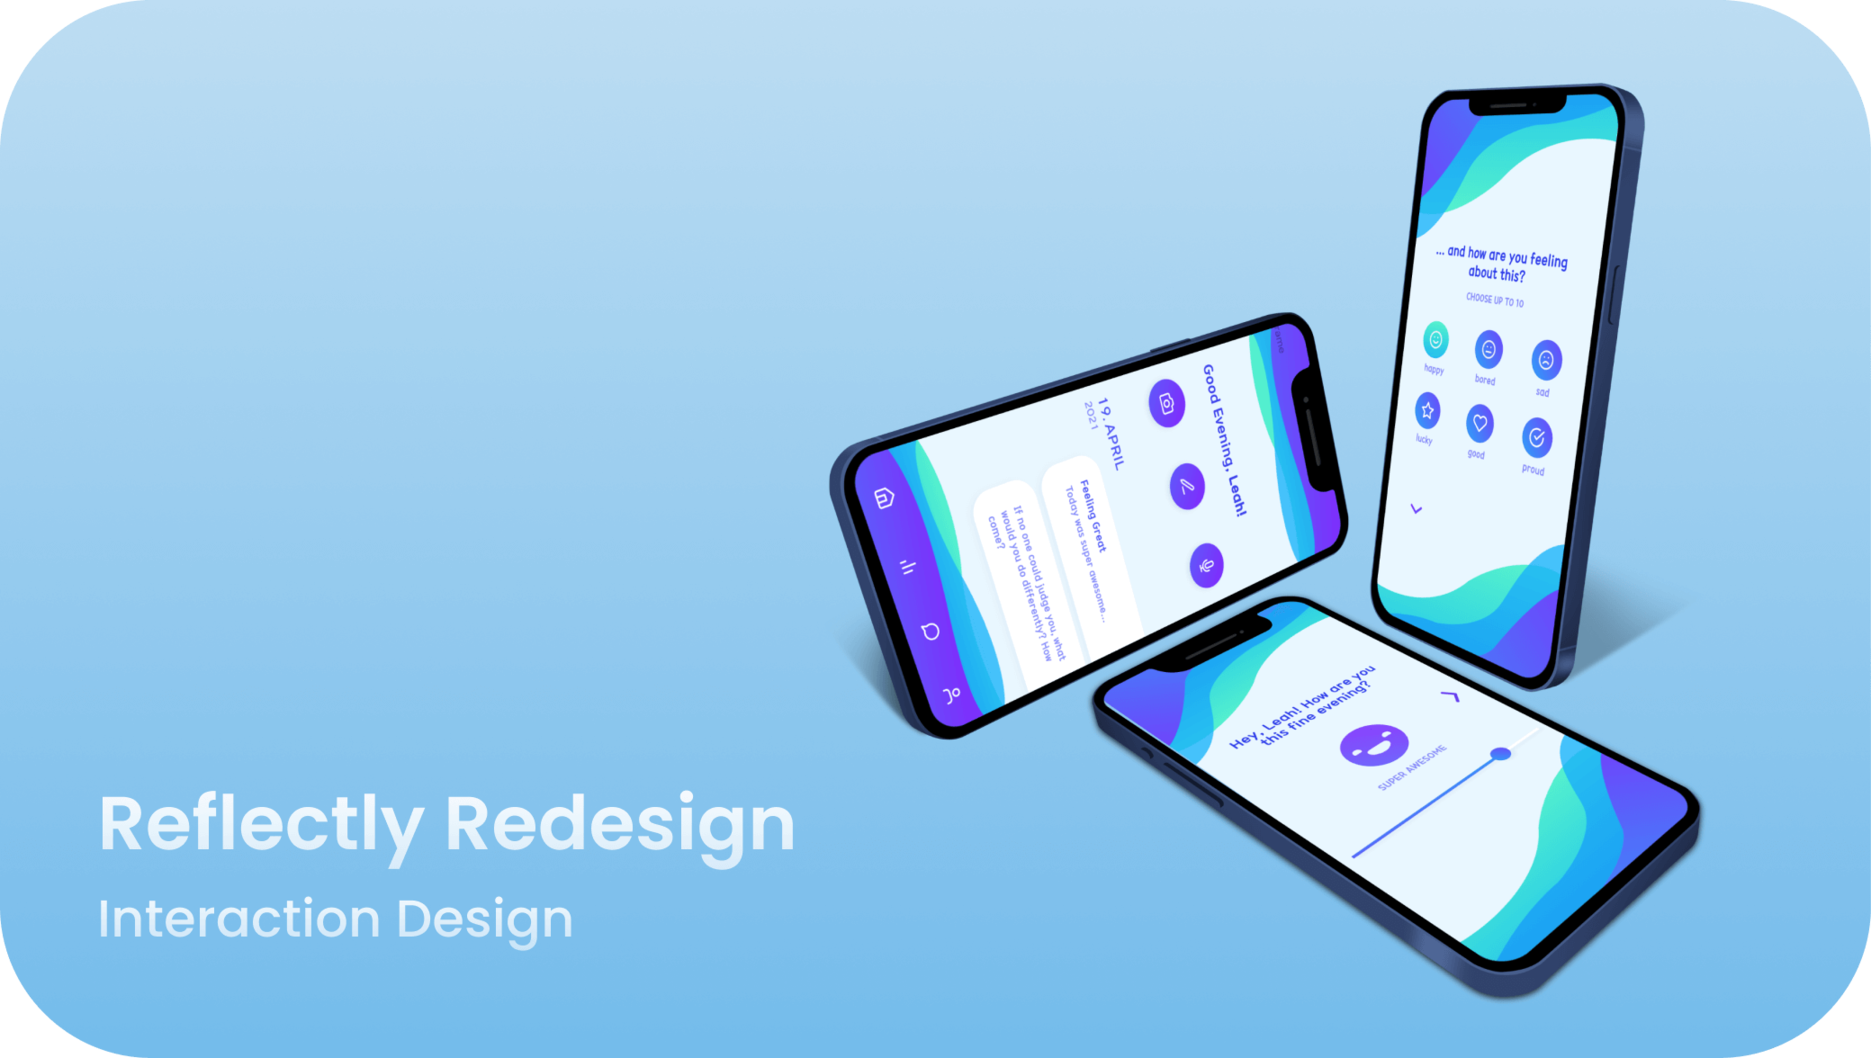 Reflectly Redesign
Interaction Design
Good Evening, Leah!
19. APRIL
2021
Feeling Great
Today was super awesome...
If no one could judge you, what
would you do differently? How
come?
... and how are you feeling
about this?
CHOOSE UP TO 10
happy
bored
sad
lucky
good
proud
Hey, Leah! How are you
this fine evening?
SUPER AWESOME